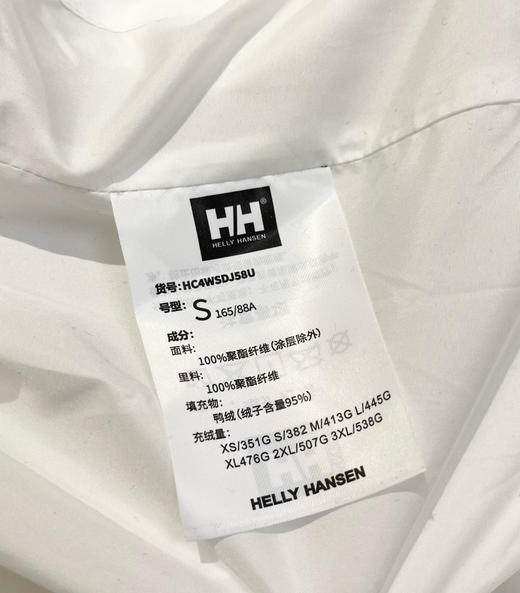 HH®
HELLY HANSEN
货号:HC4WSDJ58U
号型: S 165/88A
成分:
面料:
100%聚酯纤维(涂层除外)
里料:
100%聚酯纤维
填充物:
鸭绒(绒子含量95%)
充绒量:
XS/351G S/382 M/413G L/445G
XL476G 2XL/507G 3XL/538G
HELLY HANSEN